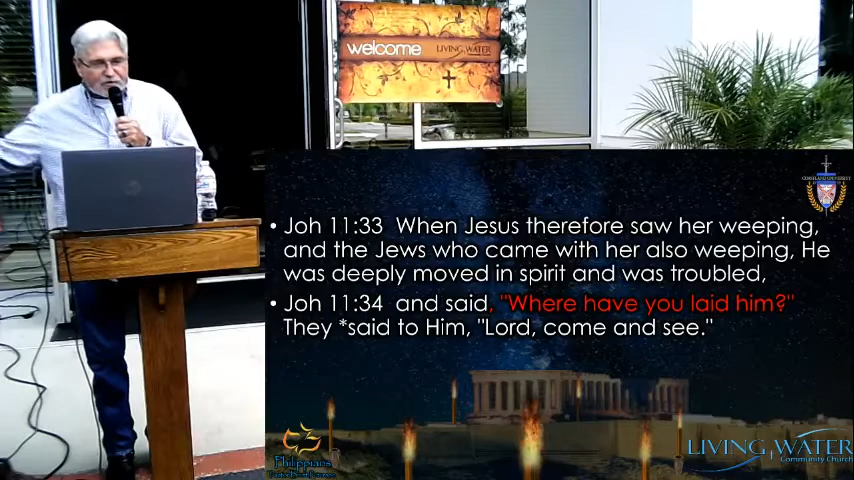 welcome
LIVING WATER
• Joh 11:33 When Jesus therefore saw her weeping,
and the Jews who came with her also weeping, He
was deeply moved in spirit and was troubled,
• Joh 11:34 and said, "Where have you laid him?"
They *said to Him, "Lord, come and see."
Philippians
LIVING WATER
Community Church